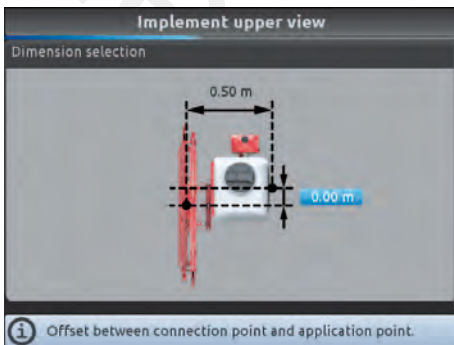 Implement upper view
Dimension selection
0.50 m
0.00 m
Offset between connection point and application point.